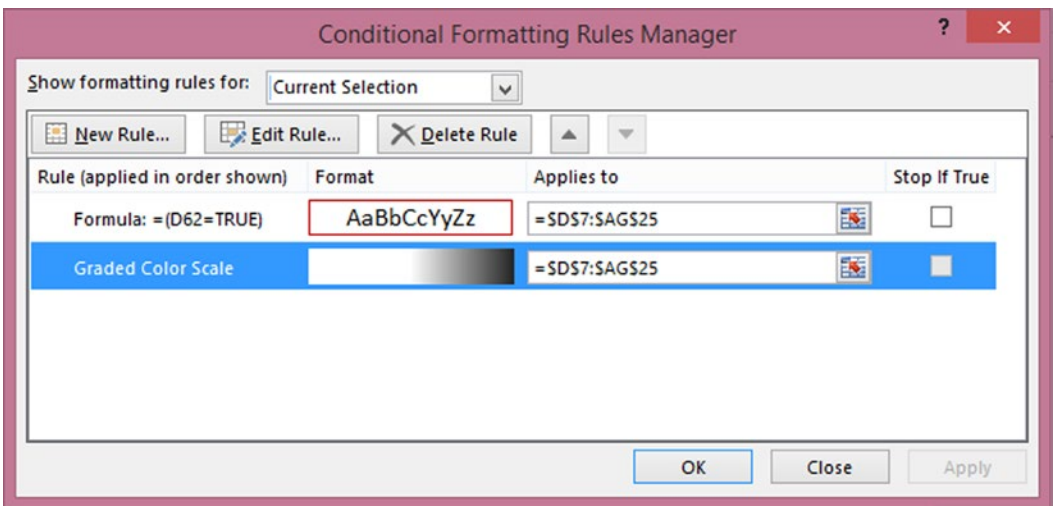 Conditional Formatting Rules Manager ? ×
Show formatting rules for: Current Selection
New Rule... Edit Rule... Delete Rule
Rule (applied in order shown) Format Applies to Stop If True
Formula: =(D62=TRUE) AaBbCcYyZz =$D$7:$AG$25
Graded Color Scale =$D$7:$AG$25
OK Close Apply